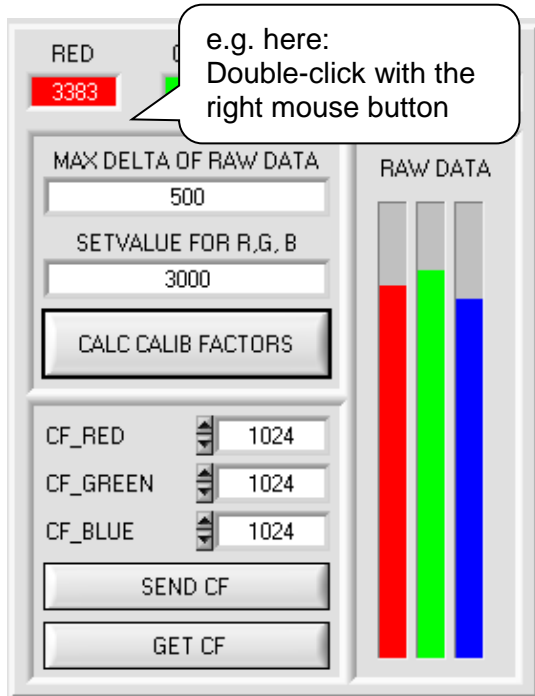 RED
3383
e.g. here:
Double-click with the
right mouse button
MAX DELTA OF RAW DATA
500
SETVALUE FOR R,G, B
3000
CALC CALIB FACTORS
RAW DATA
CF_RED 1024
CF_GREEN 1024
CF_BLUE 1024
SEND CF
GET CF